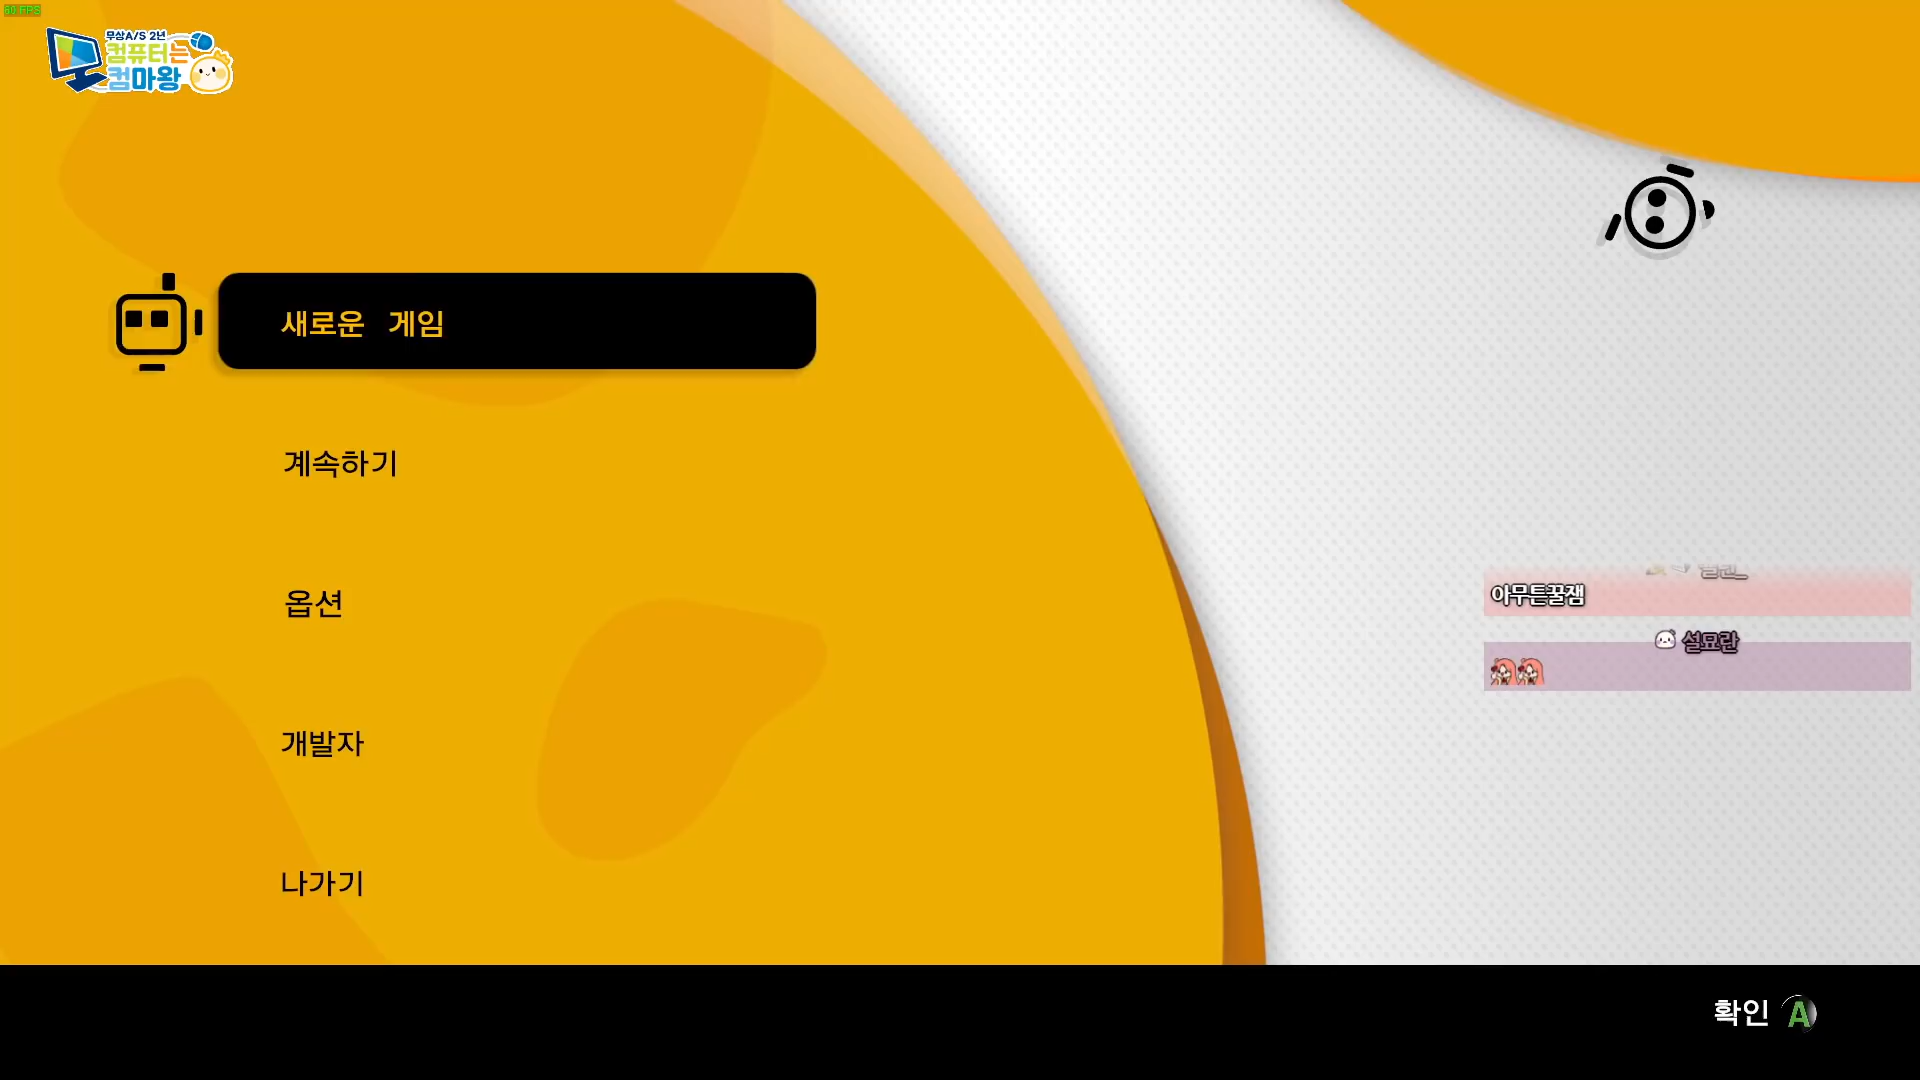 무상A/S 2년
컴퓨터는
컴마왕
새로운 게임
계속하기
옵션
개발자
나가기
아무튼꿀잼
설묘란
확인 A